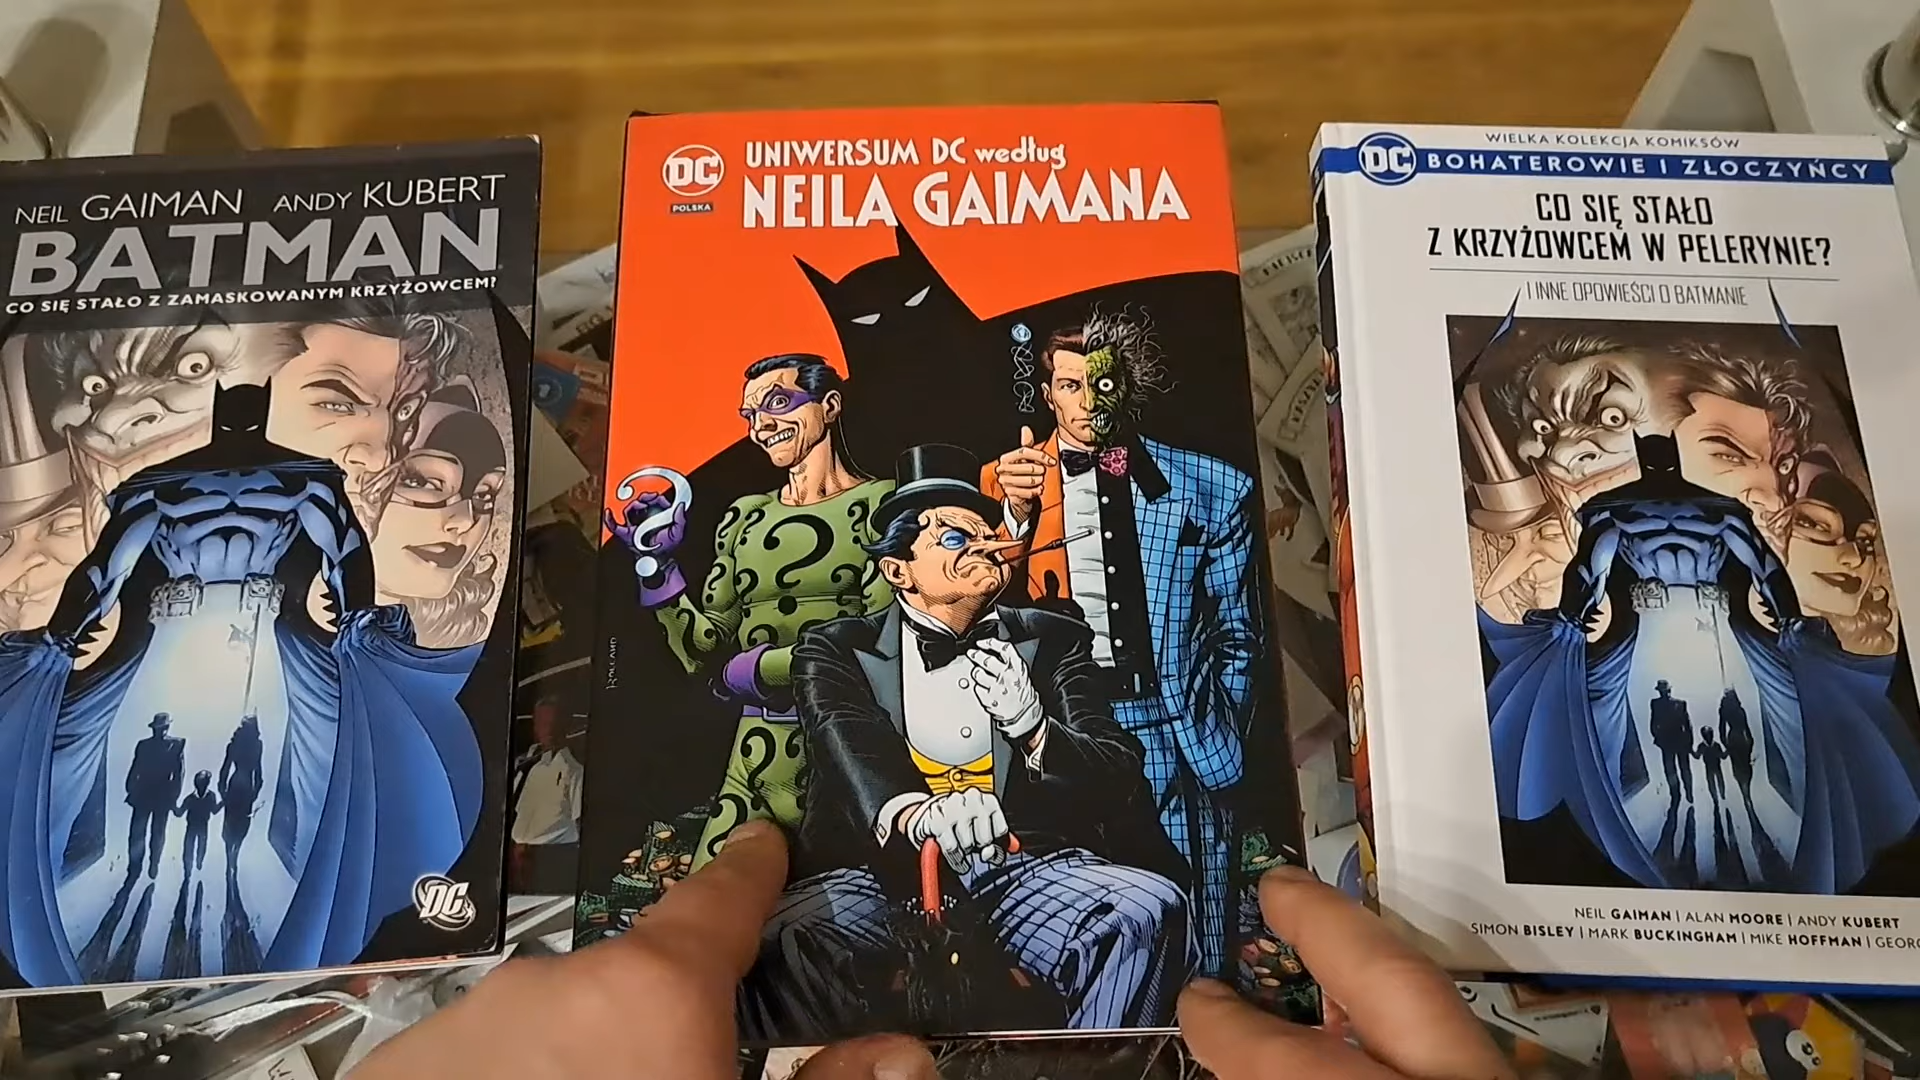 NEIL GAIMAN ANDY KUBERT
BATMAN
CO SIĘ STAŁO Z ZAMASKOWANYM KRZYŻOWCEM?
DC
DC
POLSKA
UNIWERSUM DC według
NEILA GAIMANA
BOLLAND
WIELKA KOLEKCJA KOMIKSÓW
DC
BOHATEROWIE I ZŁOCZYŃCY
CO SIĘ STAŁO
Z KRZYŻOWCEM W PELERYNIE?
I INNE OPOWIEŚCI O BATMANIE
NEIL GAIMAN | ALAN MOORE | ANDY KUBERT
SIMON BISLEY | MARK BUCKINGHAM | MIKE HOFFMAN |